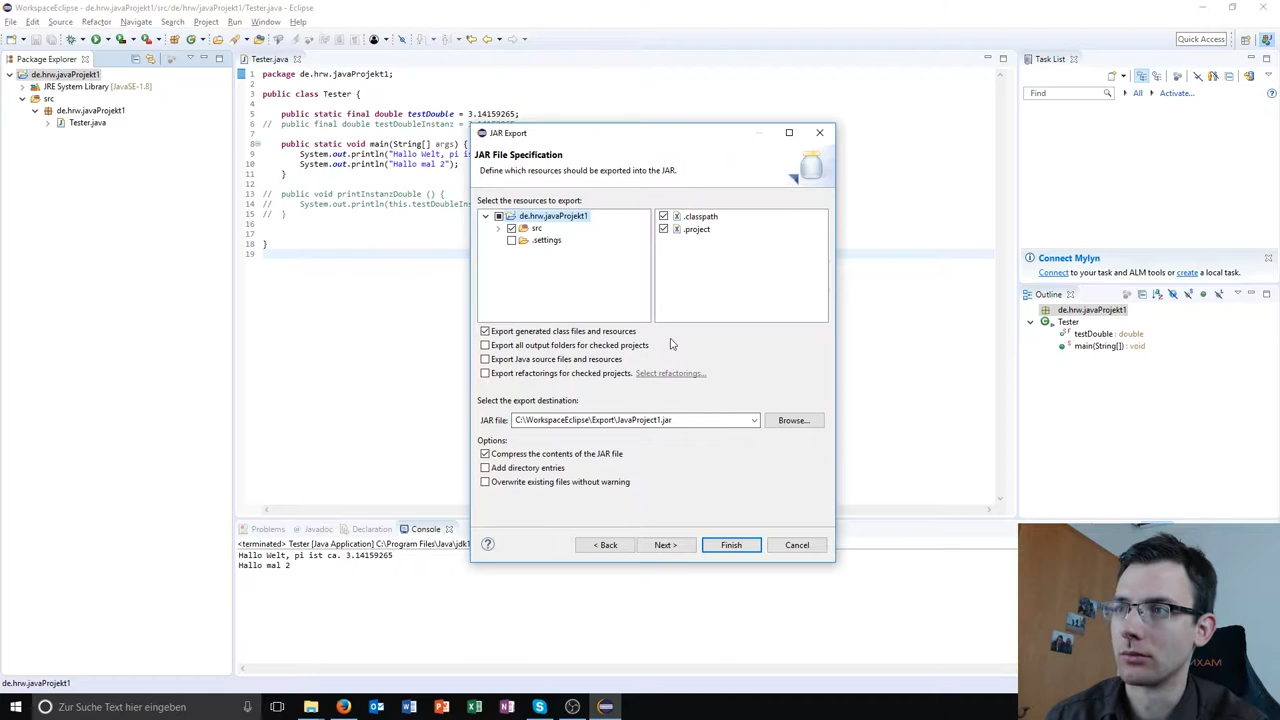 WorkspaceEclipse - de.hrw.javaProjekt1/src/de/hrw/javaProjekt1/Tester.java - Eclipse
File Edit Source Refactor Navigate Search Project Run Window Help
Quick Access
Package Explorer
de.hrw.javaProjekt1
JRE System Library [JavaSE-1.8]
src
de.hrw.javaProjekt1
Tester.java
Tester.java
1 package de.hrw.javaProjekt1;
2
3 public class Tester {
4
5 public static final double testDouble = 3.14159265;
6 // public final double testDoubleInstanz =
7
8 public static void main(String[] args) {
9 System.out.println("Hallo Welt, pi is
10 System.out.println("Hallo mal 2");
11 }
12
13 // public void printInstanzDouble () {
14 // System.out.println(this.testDoubleIns
15 // }
18 }
19
JAR Export
JAR File Specification
Define which resources should be exported into the JAR.
Select the resources to export:
de.hrw.javaProjekt1
src
.settings
.classpath
.project
Export generated class files and resources
Export all output folders for checked projects
Export Java source files and resources
Export refactorings for checked projects. Select refactorings...
Select the export destination:
JAR file: C:\WorkspaceEclipse\Export\JavaProject1.jar Browse...
Options:
Compress the contents of the JAR file
Add directory entries
Overwrite existing files without warning
? < Back Next > Finish Cancel
Task List
Find All Activate...
Connect Mylyn
Connect to your task and ALM tools or create a local task.
Outline
de.hrw.javaProjekt1
Tester
testDouble : double
main(String[]) : void
Problems Javadoc Declaration Console
<terminated> Tester [Java Application] C:\Program Files\Java\jdk1
Hallo Welt, pi ist ca. 3.14159265
Hallo mal 2
de.hrw.javaProjekt1
Zur Suche Text hier eingeben